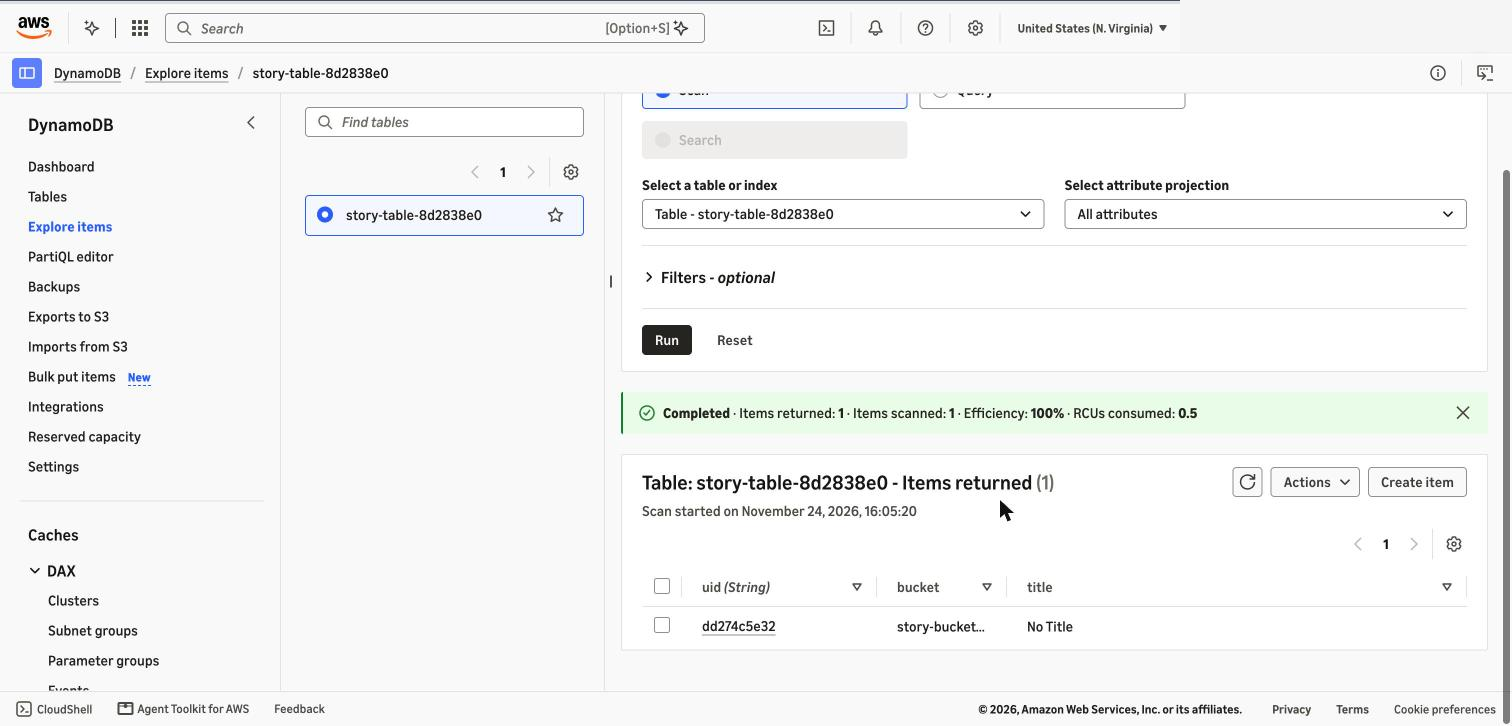 aws
Search
[Option+S]
United States (N. Virginia)
DynamoDB / Explore items / story-table-8d2838e0
DynamoDB
Dashboard
Tables
Explore items
PartiQL editor
Backups
Exports to S3
Imports from S3
Bulk put items New
Integrations
Reserved capacity
Settings
Caches
DAX
Clusters
Subnet groups
Parameter groups
Events
Find tables
1
story-table-8d2838e0
Scan
Query
Search
Select a table or index
Table - story-table-8d2838e0
Select attribute projection
All attributes
Filters - optional
Run
Reset
Completed · Items returned: 1 · Items scanned: 1 · Efficiency: 100% · RCUs consumed: 0.5
Table: story-table-8d2838e0 - Items returned (1)
Actions
Create item
Scan started on November 24, 2026, 16:05:20
1
uid (String) bucket title
dd274c5e32 story-bucket... No Title
CloudShell
Agent Toolkit for AWS
Feedback
© 2026, Amazon Web Services, Inc. or its affiliates.
Privacy
Terms
Cookie preferences